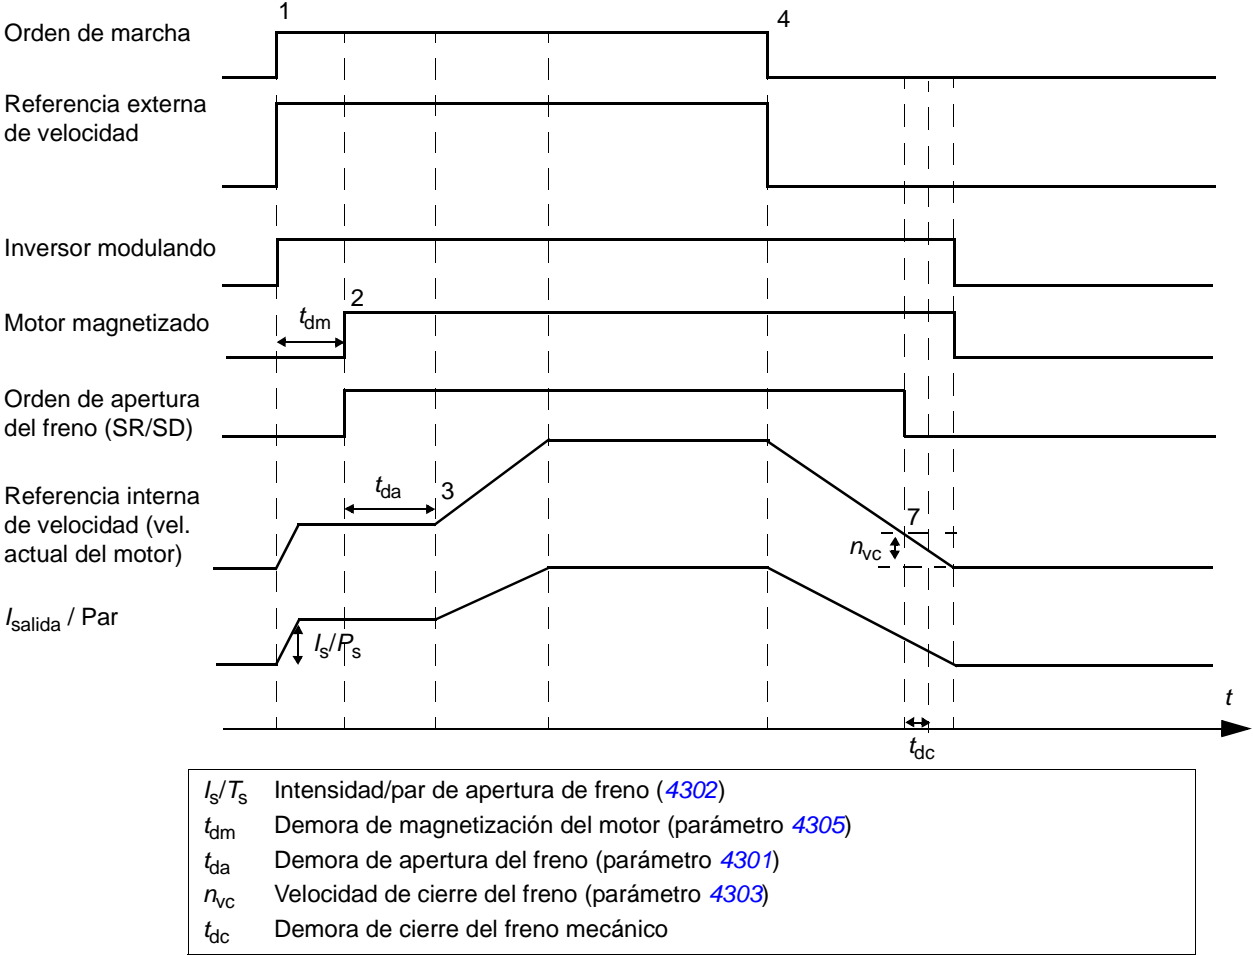 1
4
Orden de marcha
Referencia externa
de velocidad
Inversor modulando
2
Motor magnetizado
tdm
Orden de apertura
del freno (SR/SD)
Referencia interna
de velocidad (vel.
actual del motor)
tda
3
7
nvc
Isalida / Par
Is/Ps
t
tdc
Is/Ts Intensidad/par de apertura de freno (4302)
tdm Demora de magnetización del motor (parámetro 4305)
tda Demora de apertura del freno (parámetro 4301)
nvc Velocidad de cierre del freno (parámetro 4303)
tdc Demora de cierre del freno mecánico